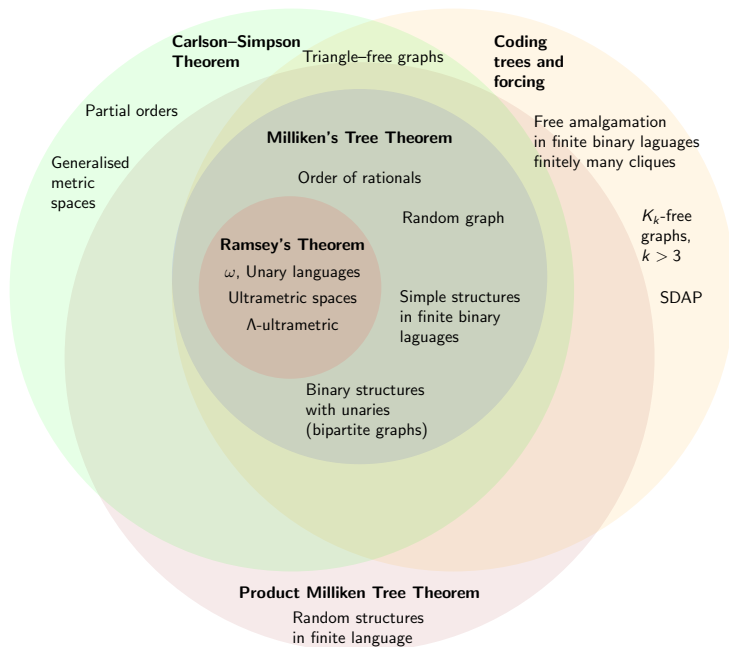 Carlson–Simpson
Theorem
Triangle–free graphs
Coding
trees and
forcing
Partial orders
Free amalgamation
in finite binary laguages
finitely many cliques
Milliken's Tree Theorem
Generalised
metric
spaces
Order of rationals
Random graph
K_k-free
graphs,
k > 3
Ramsey's Theorem
ω, Unary languages
Ultrametric spaces
Λ-ultrametric
Simple structures
in finite binary
laguages
SDAP
Binary structures
with unaries
(bipartite graphs)
Product Milliken Tree Theorem
Random structures
in finite language